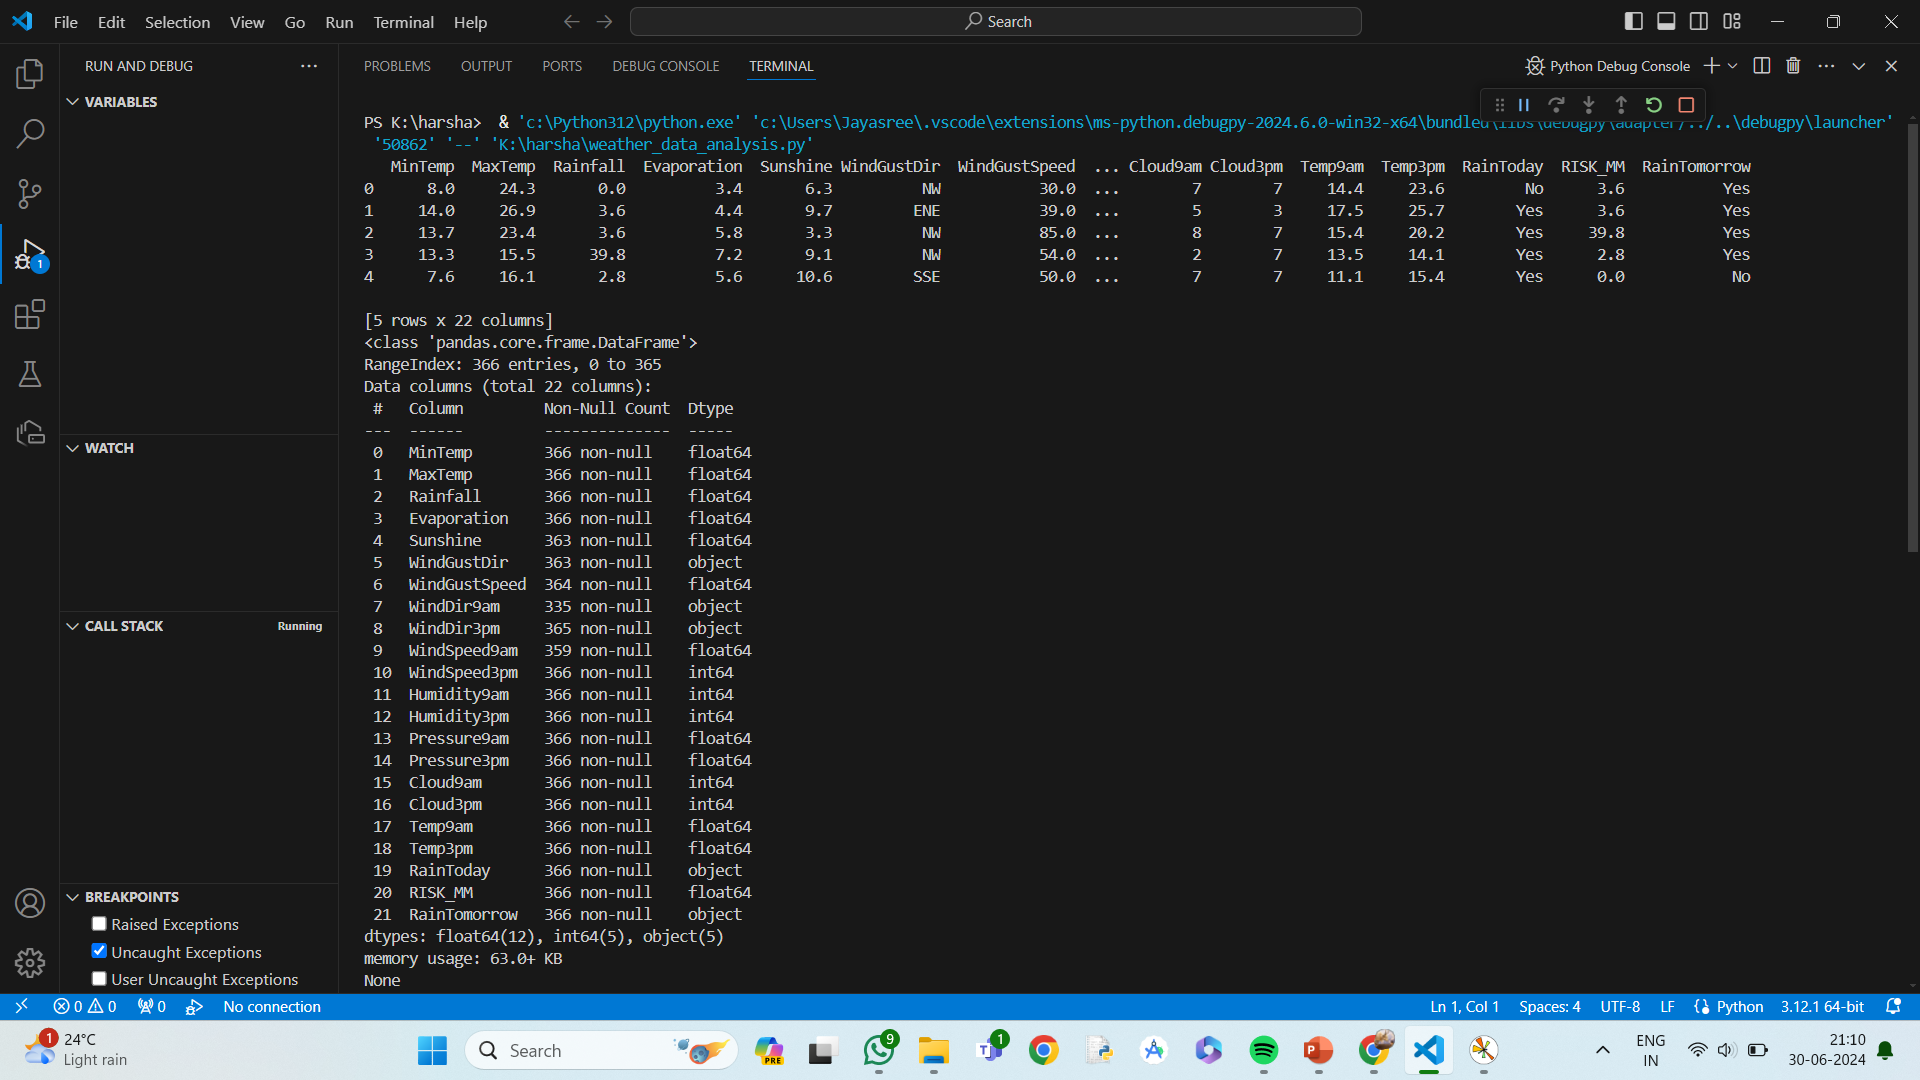 File Edit Selection View Go Run Terminal Help
Search
RUN AND DEBUG
PROBLEMS OUTPUT PORTS DEBUG CONSOLE TERMINAL
Python Debug Console
VARIABLES
WATCH
CALL STACK Running
BREAKPOINTS
Raised Exceptions
Uncaught Exceptions
User Uncaught Exceptions
1
PS K:\harsha>  & 'c:\Python312\python.exe' 'c:\Users\Jayasree\.vscode\extensions\ms-python.debugpy-2024.6.0-win32-x64\bundled\libs\debugpy\adapter/../..\debugpy\launcher'
'50862' '--' 'K:\harsha\weather_data_analysis.py'
MinTemp MaxTemp Rainfall Evaporation Sunshine WindGustDir WindGustSpeed ... Cloud9am Cloud3pm Temp9am Temp3pm RainToday RISK_MM RainTomorrow
0 8.0 24.3 0.0 3.4 6.3 NW 30.0 ... 7 7 14.4 23.6 No 3.6 Yes
1 14.0 26.9 3.6 4.4 9.7 ENE 39.0 ... 5 3 17.5 25.7 Yes 3.6 Yes
2 13.7 23.4 3.6 5.8 3.3 NW 85.0 ... 8 7 15.4 20.2 Yes 39.8 Yes
3 13.3 15.5 39.8 7.2 9.1 NW 54.0 ... 2 7 13.5 14.1 Yes 2.8 Yes
4 7.6 16.1 2.8 5.6 10.6 SSE 50.0 ... 7 7 11.1 15.4 Yes 0.0 No
[5 rows x 22 columns]
<class 'pandas.core.frame.DataFrame'>
RangeIndex: 366 entries, 0 to 365
Data columns (total 22 columns):
# Column Non-Null Count Dtype
--- ------ -------------- -----
0 MinTemp 366 non-null float64
1 MaxTemp 366 non-null float64
2 Rainfall 366 non-null float64
3 Evaporation 366 non-null float64
4 Sunshine 363 non-null float64
5 WindGustDir 363 non-null object
6 WindGustSpeed 364 non-null float64
7 WindDir9am 335 non-null object
8 WindDir3pm 365 non-null object
9 WindSpeed9am 359 non-null float64
10 WindSpeed3pm 366 non-null int64
11 Humidity9am 366 non-null int64
12 Humidity3pm 366 non-null int64
13 Pressure9am 366 non-null float64
14 Pressure3pm 366 non-null float64
15 Cloud9am 366 non-null int64
16 Cloud3pm 366 non-null int64
17 Temp9am 366 non-null float64
18 Temp3pm 366 non-null float64
19 RainToday 366 non-null object
20 RISK_MM 366 non-null float64
21 RainTomorrow 366 non-null object
dtypes: float64(12), int64(5), object(5)
memory usage: 63.0+ KB
None
0 0 0 No connection
Ln 1, Col 1 Spaces: 4 UTF-8 LF Python 3.12.1 64-bit
1
24°C
Light rain
Search
PRE
9
1
ENG
IN
21:10
30-06-2024